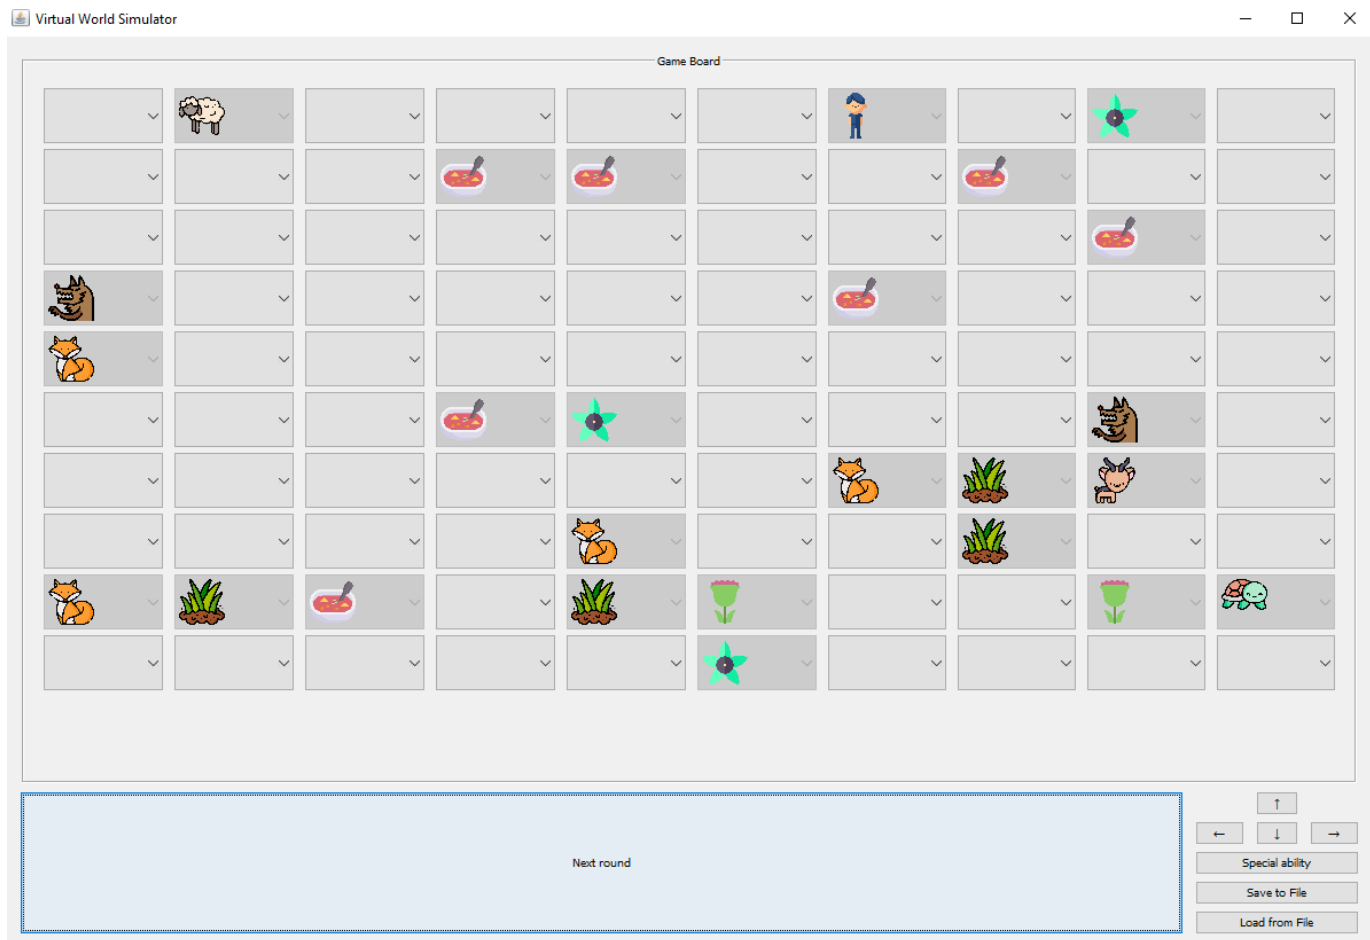 Virtual World Simulator
Game Board
Next round
↑
← ↓ →
Special ability
Save to File
Load from File